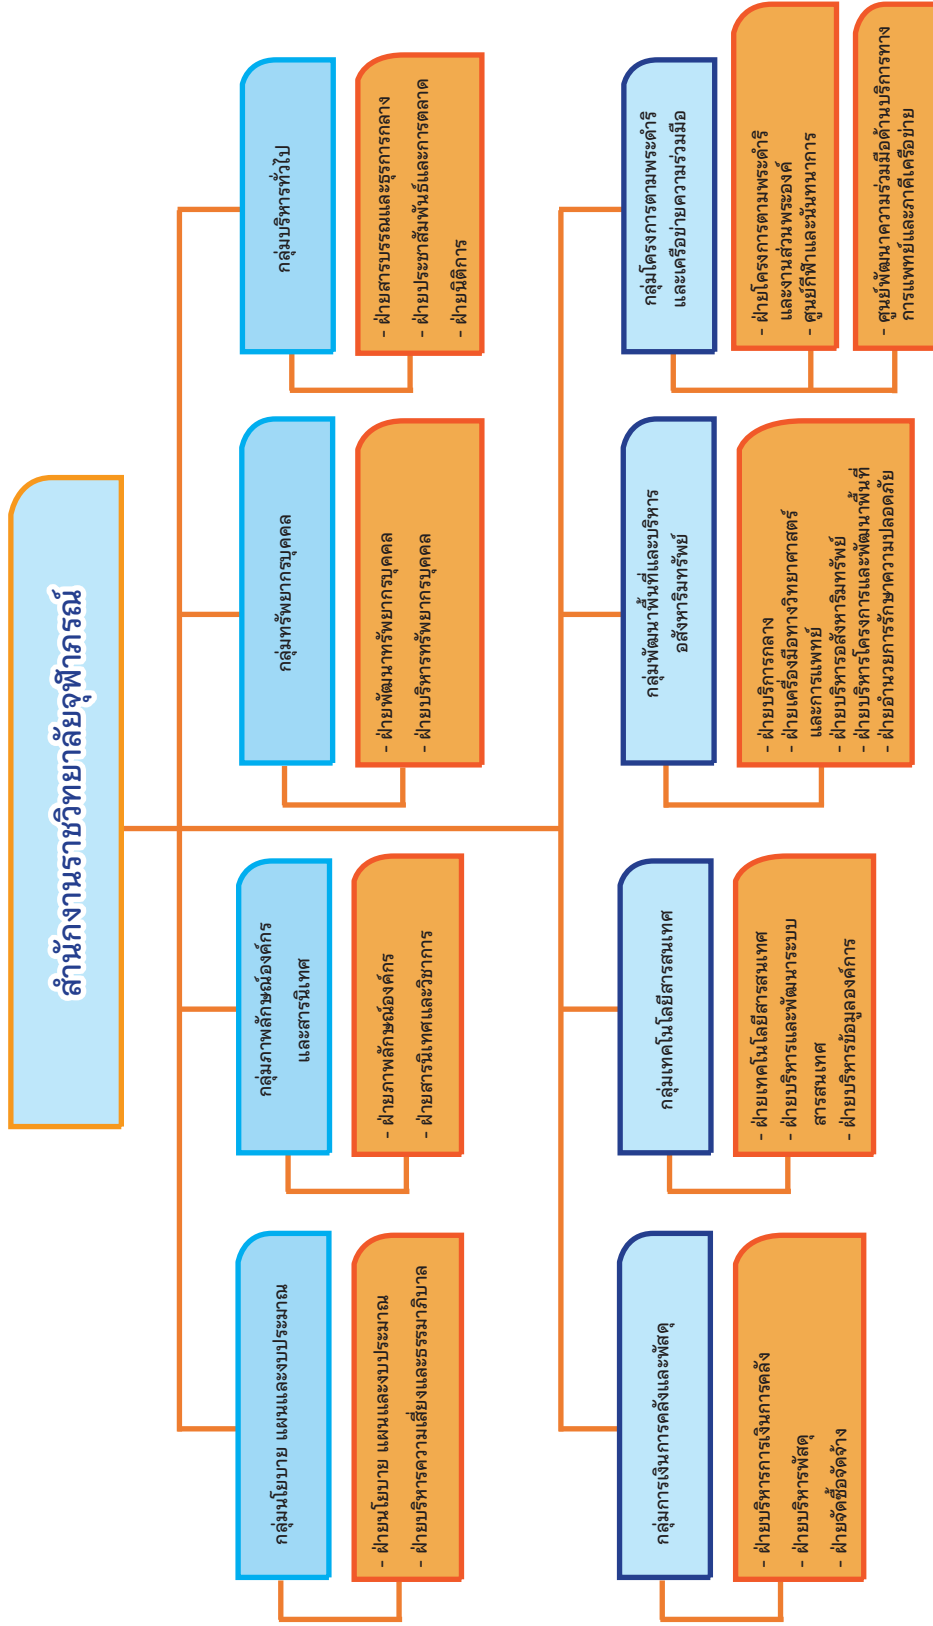 สำนักงานราชวิทยาลัยจุฬาภรณ์
กลุ่มนโยบาย แผนและงบประมาณ
- ฝ่ายนโยบาย แผนและงบประมาณ
- ฝ่ายบริหารความเสี่ยงและธรรมาภิบาล
กลุ่มภาพลักษณ์องค์กร
และสารนิเทศ
- ฝ่ายภาพลักษณ์องค์กร
- ฝ่ายสารนิเทศและวิชาการ
กลุ่มทรัพยากรบุคคล
- ฝ่ายพัฒนาทรัพยากรบุคคล
- ฝ่ายบริหารทรัพยากรบุคคล
กลุ่มบริหารทั่วไป
- ฝ่ายสารบรรณและธุรการกลาง
- ฝ่ายประชาสัมพันธ์และการตลาด
- ฝ่ายนิติการ
กลุ่มการเงินการคลังและพัสดุ
- ฝ่ายบริหารการเงินการคลัง
- ฝ่ายบริหารพัสดุ
- ฝ่ายจัดซื้อจัดจ้าง
กลุ่มเทคโนโลยีสารสนเทศ
- ฝ่ายเทคโนโลยีสารสนเทศ
- ฝ่ายบริหารและพัฒนาระบบ
สารสนเทศ
- ฝ่ายบริหารข้อมูลองค์การ
กลุ่มพัฒนาพื้นที่และบริหาร
อสังหาริมทรัพย์
- ฝ่ายบริการกลาง
- ฝ่ายเครื่องมือทางวิทยาศาสตร์
และการแพทย์
- ฝ่ายบริหารอสังหาริมทรัพย์
- ฝ่ายบริหารโครงการและพัฒนาพื้นที่
- ฝ่ายอำนวยการรักษาความปลอดภัย
กลุ่มโครงการตามพระดำริ
และเครือข่ายความร่วมมือ
- ฝ่ายโครงการตามพระดำริ
และงานส่วนพระองค์
- ศูนย์กีฬาและนันทนาการ
- ศูนย์พัฒนาความร่วมมือด้านบริการทาง
การแพทย์และภาคีเครือข่าย